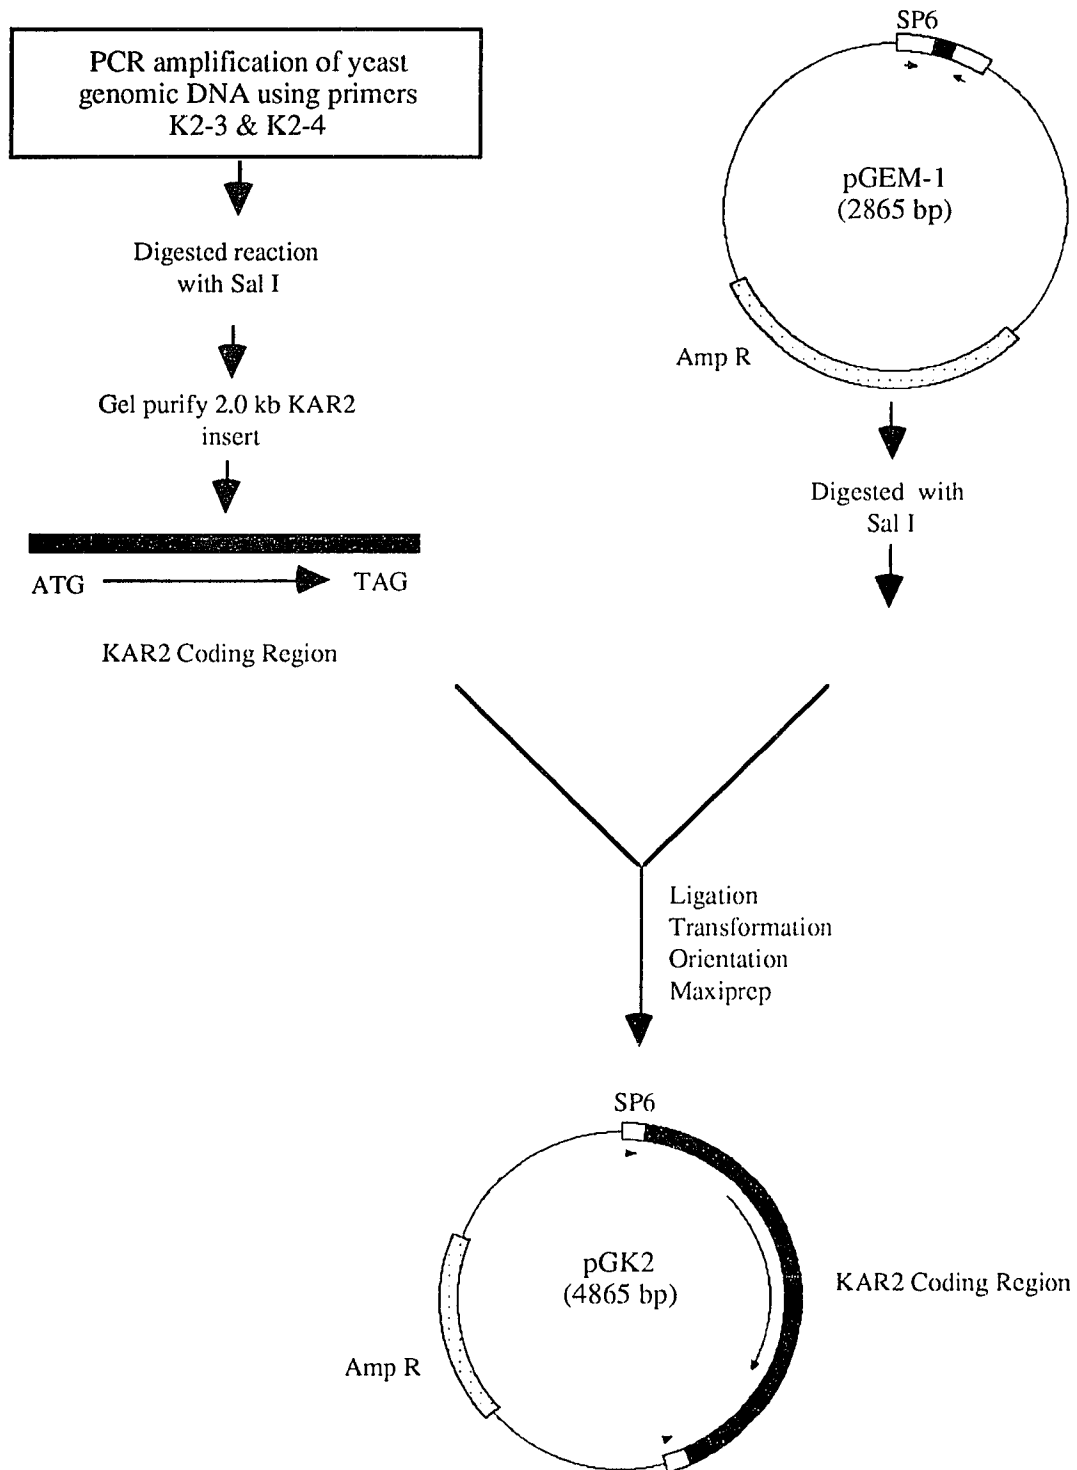 PCR amplification of yeast
genomic DNA using primers
K2-3 & K2-4
Digested reaction
with Sal I
Gel purify 2.0 kb KAR2
insert
ATG
TAG
KAR2 Coding Region
SP6
pGEM-1
(2865 bp)
Amp R
Digested with
Sal I
Ligation
Transformation
Orientation
Maxiprep
SP6
pGK2
(4865 bp)
KAR2 Coding Region
Amp R